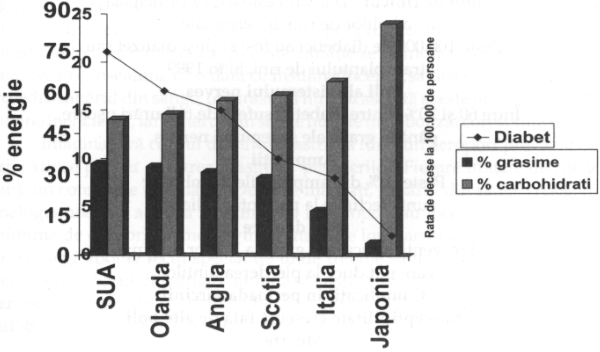 90
75
60
45
30
15
0
% energie
25
20
15
10
5
0
SUA
Olanda
Anglia
Scotia
Italia
Japonia
Rata de decese la 100.000 de persoane
Diabet
% grasime
% carbohidrati